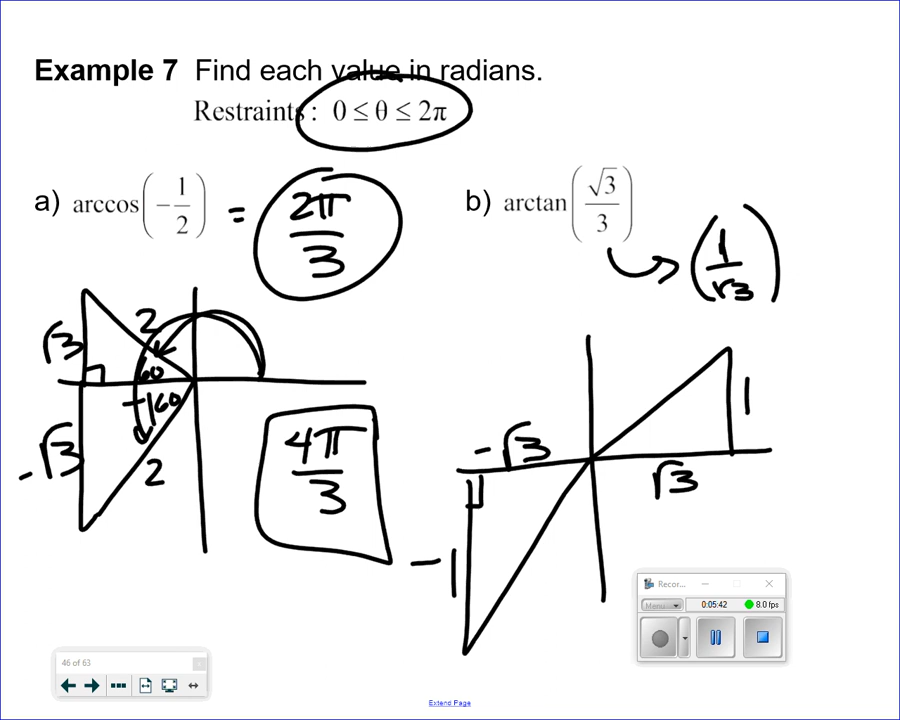 Example 7 Find each value in radians.
Restraints: 0 ≤ θ ≤ 2π
a) arccos(-1/2) = 2π/3
b) arctan(√3/3)
(1/√3)
2
√3
60
60
-√3
2
4π/3
-√3
1
√3
-1
Recor...
Menu
0:05:42
8.0 fps
46 of 63
Extend Page